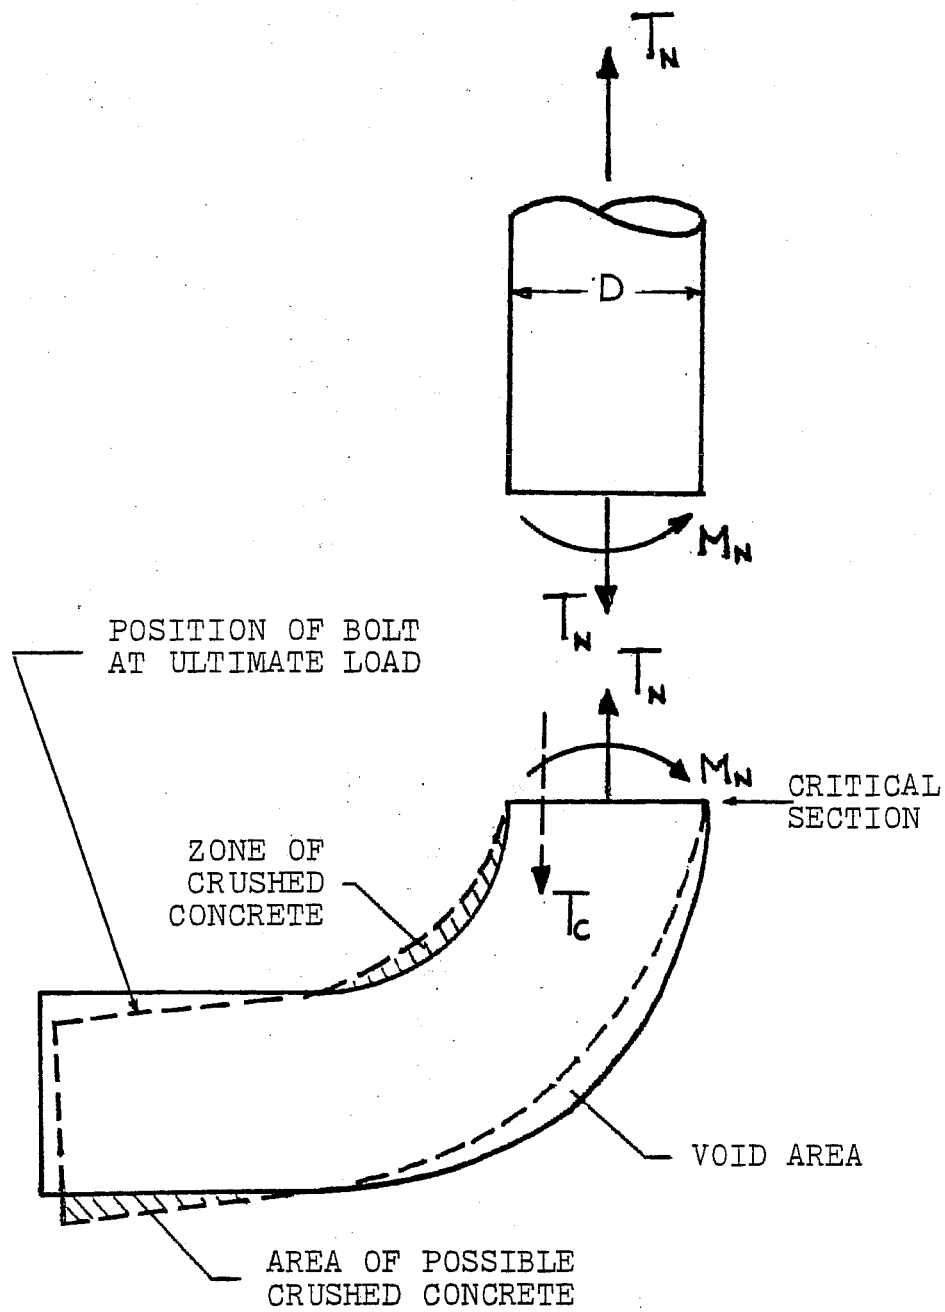 T_N
D
M_N
T_N
POSITION OF BOLT
AT ULTIMATE LOAD
T_N
M_N
CRITICAL
SECTION
ZONE OF
CRUSHED
CONCRETE
T_C
VOID AREA
AREA OF POSSIBLE
CRUSHED CONCRETE